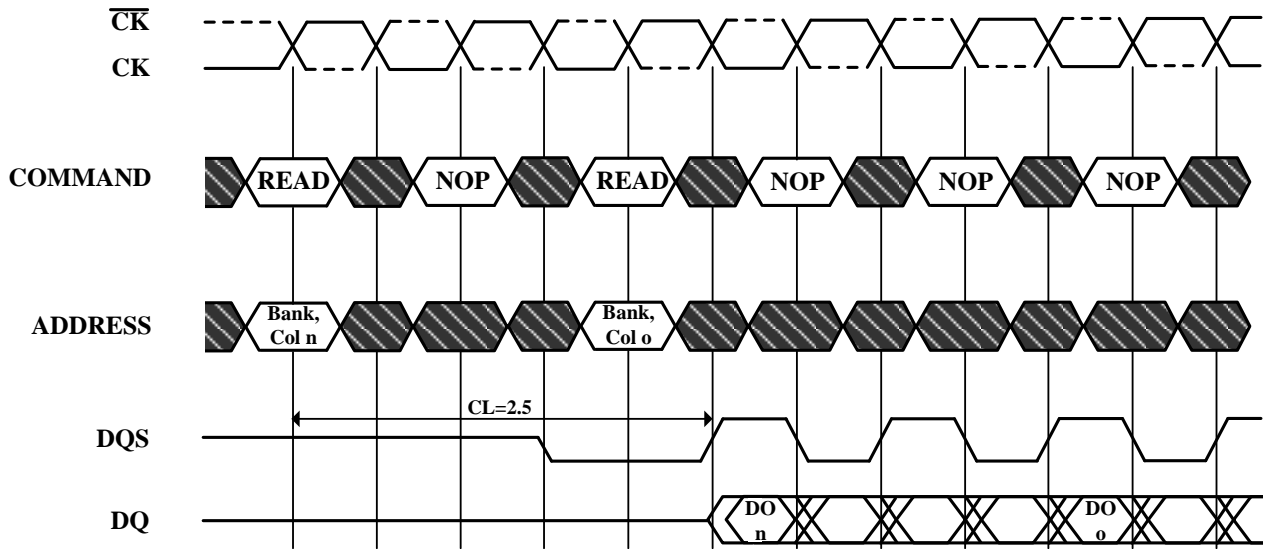 CK
CK
COMMAND READ NOP READ NOP NOP NOP
ADDRESS Bank, Col n Bank, Col o
CL=2.5
DQS
DQ DO n DO o